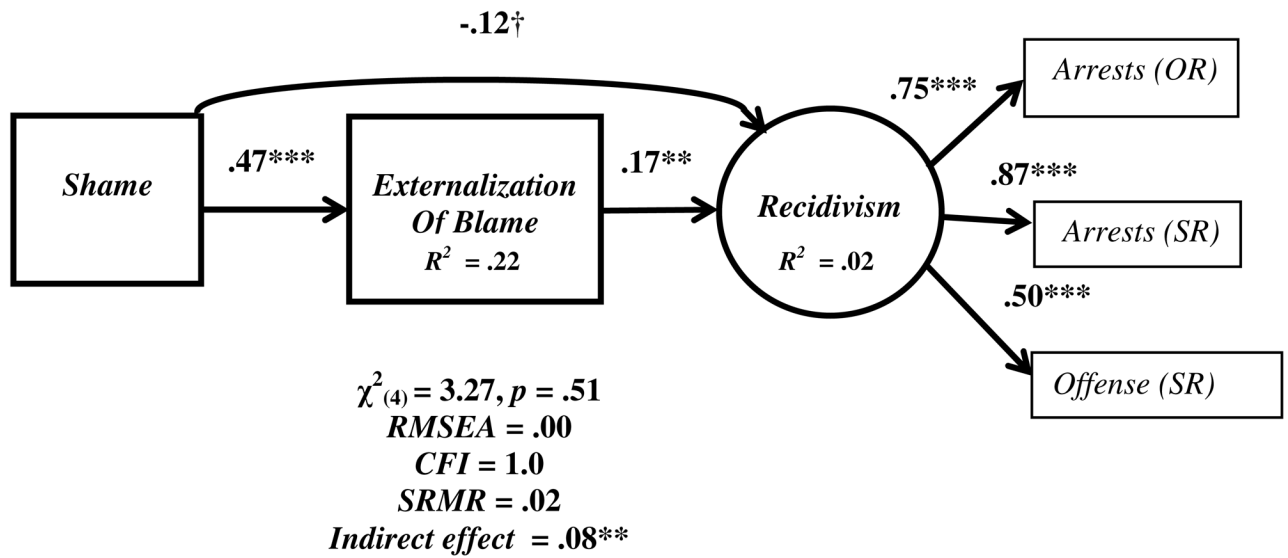 -.12†
Shame
.47***
Externalization
Of Blame
R² = .22
.17**
Recidivism
R² = .02
.75***
Arrests (OR)
.87***
Arrests (SR)
.50***
Offense (SR)
χ²₍₄₎ = 3.27, p = .51
RMSEA = .00
CFI = 1.0
SRMR = .02
Indirect effect = .08**